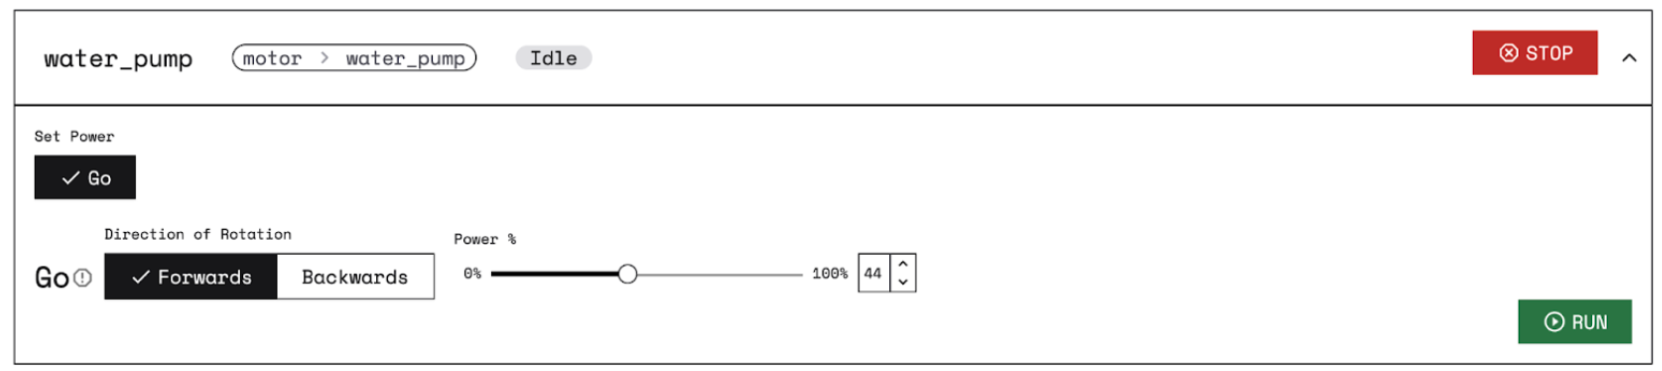 water_pump motor > water_pump Idle STOP
Set Power
Go
Direction of Rotation
Power %
Go Forwards Backwards 0% 100% 44
RUN